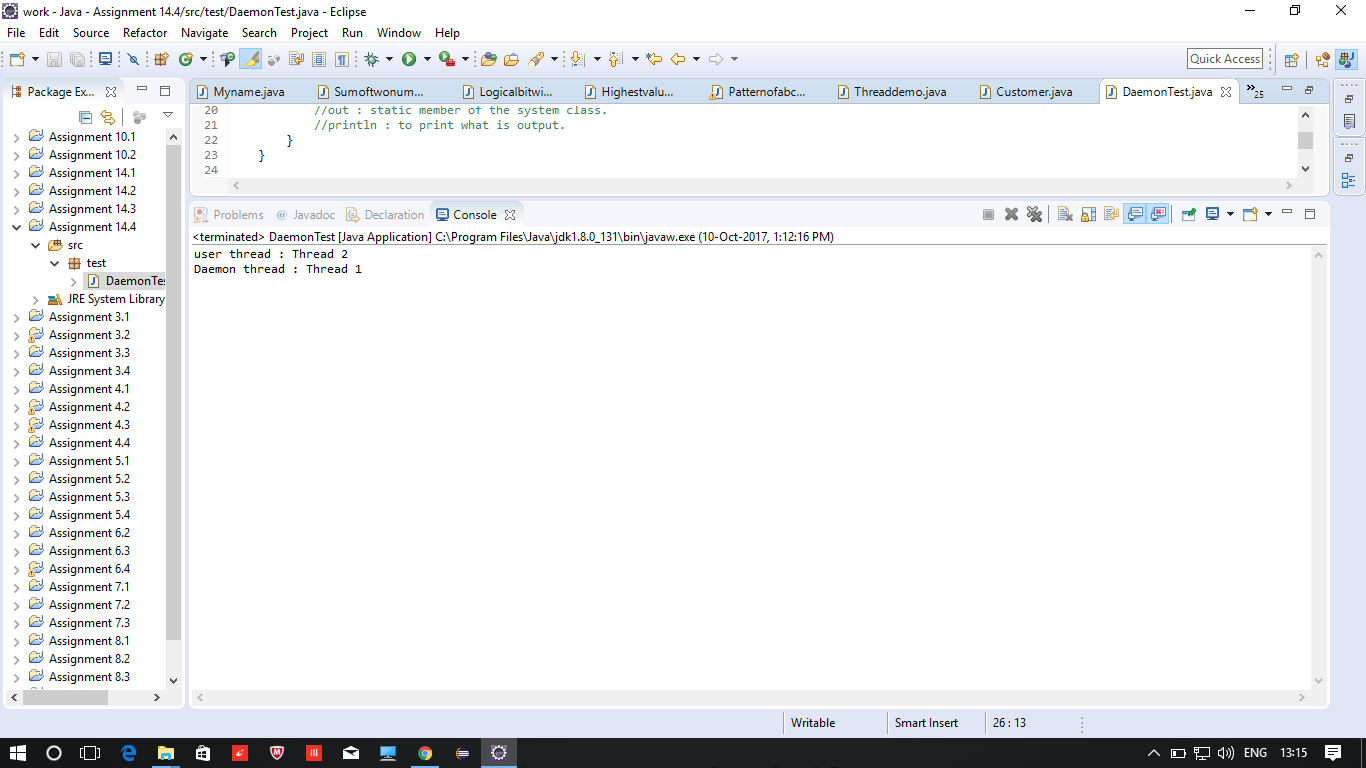 work - Java - Assignment 14.4/src/test/DaemonTest.java - Eclipse
File Edit Source Refactor Navigate Search Project Run Window Help
Quick Access
Package Ex...
Myname.java Sumoftwonum... Logicalbitwi... Highestvalu... Patternofabc... Threaddemo.java Customer.java DaemonTest.java »25
20 //out : static member of the system class.
21 //println : to print what is output.
22 }
23 }
24
Assignment 10.1
Assignment 10.2
Assignment 14.1
Assignment 14.2
Assignment 14.3
Assignment 14.4
src
test
DaemonTes
JRE System Library
Assignment 3.1
Assignment 3.2
Assignment 3.3
Assignment 3.4
Assignment 4.1
Assignment 4.2
Assignment 4.3
Assignment 4.4
Assignment 5.1
Assignment 5.2
Assignment 5.3
Assignment 5.4
Assignment 6.2
Assignment 6.3
Assignment 6.4
Assignment 7.1
Assignment 7.2
Assignment 7.3
Assignment 8.1
Assignment 8.2
Assignment 8.3
Problems @ Javadoc Declaration Console
<terminated> DaemonTest [Java Application] C:\Program Files\Java\jdk1.8.0_131\bin\javaw.exe (10-Oct-2017, 1:12:16 PM)
user thread : Thread 2
Daemon thread : Thread 1
Writable Smart Insert 26 : 13
ENG 13:15